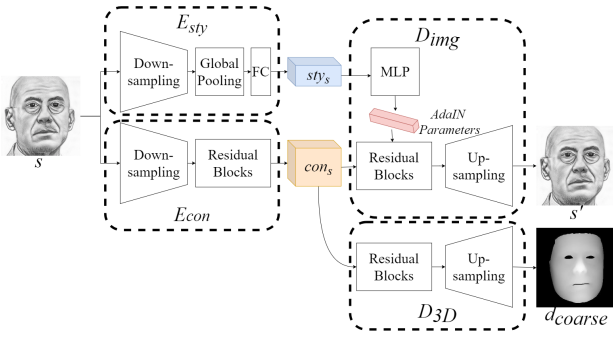 E_sty
Down-
sampling
Global
Pooling
FC
sty_s
MLP
D_img
AdaIN
Parameters
s
Down-
sampling
Residual
Blocks
E_con
con_s
Residual
Blocks
Up-
sampling
s'
Residual
Blocks
Up-
sampling
D_3D
d_coarse